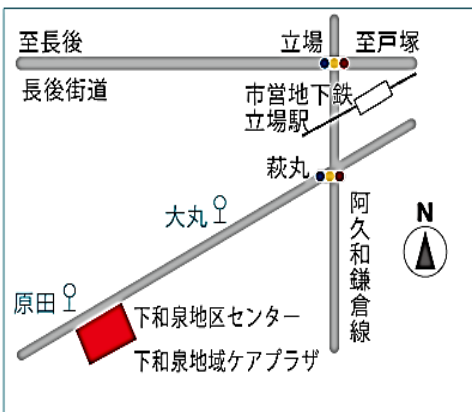 至長後
立場
至戸塚
長後街道
市営地下鉄
立場駅
萩丸
大丸
阿久和鎌倉線
N
原田
下和泉地区センター
下和泉地域ケアプラザ